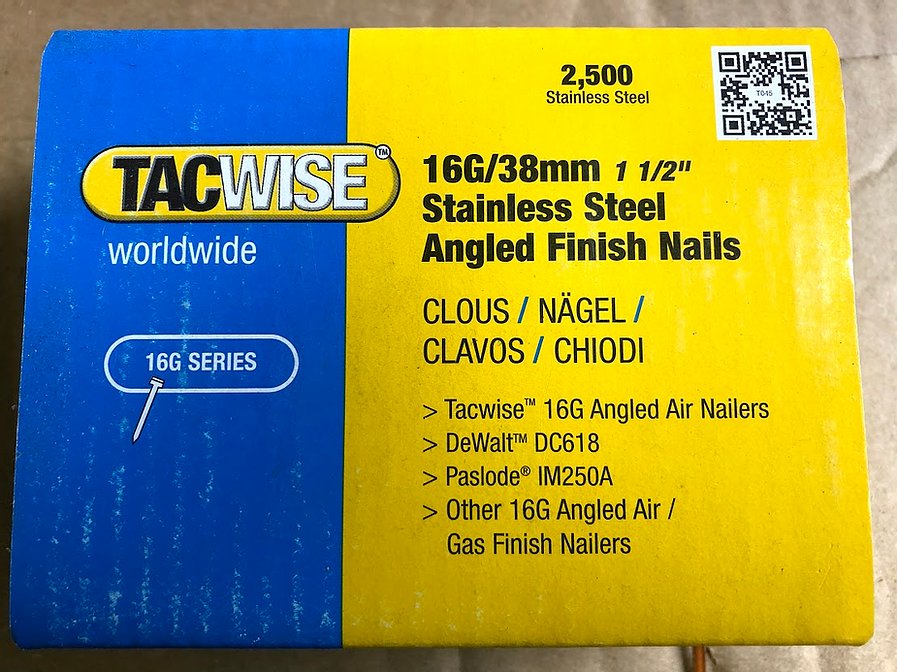 2,500
Stainless Steel
T045
TACWISE™
worldwide
16G SERIES
16G/38mm 1 1/2"
Stainless Steel
Angled Finish Nails
CLOUS / NÄGEL /
CLAVOS / CHIODI
> Tacwise™ 16G Angled Air Nailers
> DeWalt™ DC618
> Paslode® IM250A
> Other 16G Angled Air /
Gas Finish Nailers